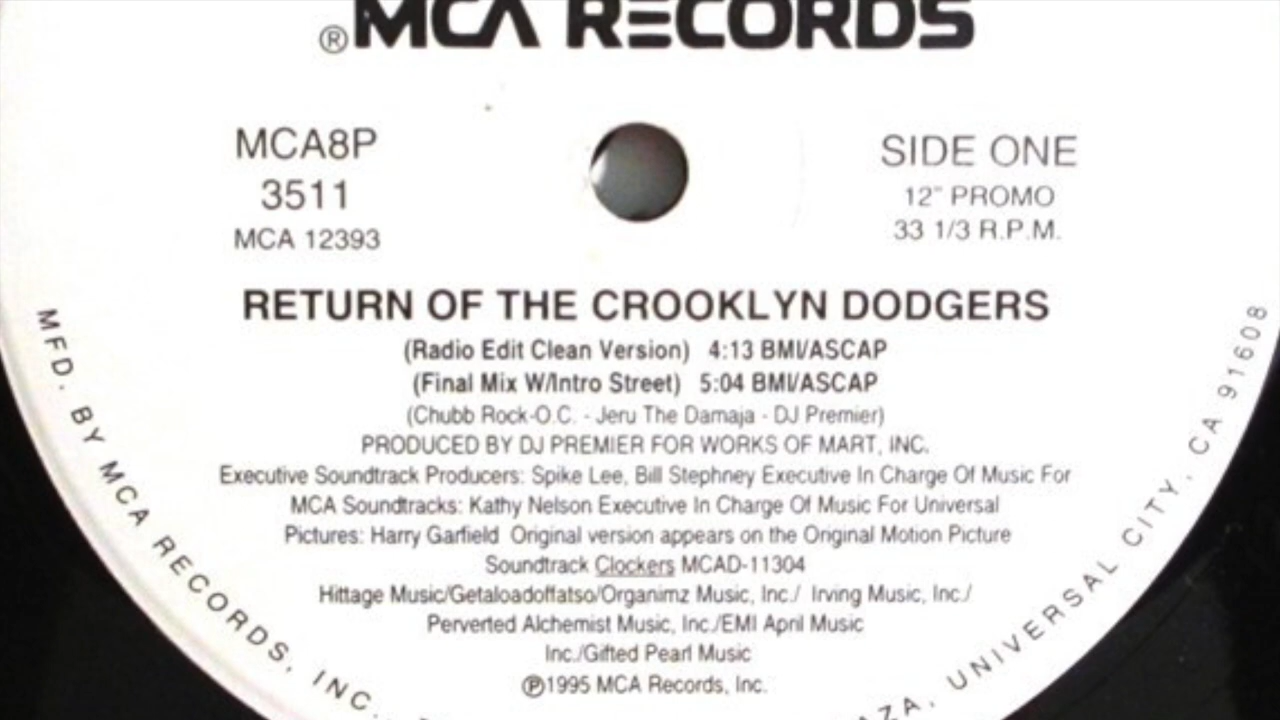 ® MCA RECORDS
MCA8P
3511
MCA 12393
SIDE ONE
12" PROMO
33 1/3 R.P.M.
RETURN OF THE CROOKLYN DODGERS
(Radio Edit Clean Version) 4:13 BMI/ASCAP
(Final Mix W/Intro Street) 5:04 BMI/ASCAP
(Chubb Rock-O.C. - Jeru The Damaja - DJ Premier)
PRODUCED BY DJ PREMIER FOR WORKS OF MART, INC.
Executive Soundtrack Producers: Spike Lee, Bill Stephney Executive In Charge Of Music For
MCA Soundtracks: Kathy Nelson Executive In Charge Of Music For Universal
Pictures: Harry Garfield Original version appears on the Original Motion Picture
Soundtrack Clockers MCAD-11304
Hittage Music/Getaloadoffatso/Organimz Music, Inc./ Irving Music, Inc./
Perverted Alchemist Music, Inc./EMI April Music
Inc./Gifted Pearl Music
℗1995 MCA Records, Inc.
MFD. BY MCA RECORDS, INC., UNIVERSAL CITY, CA 91608